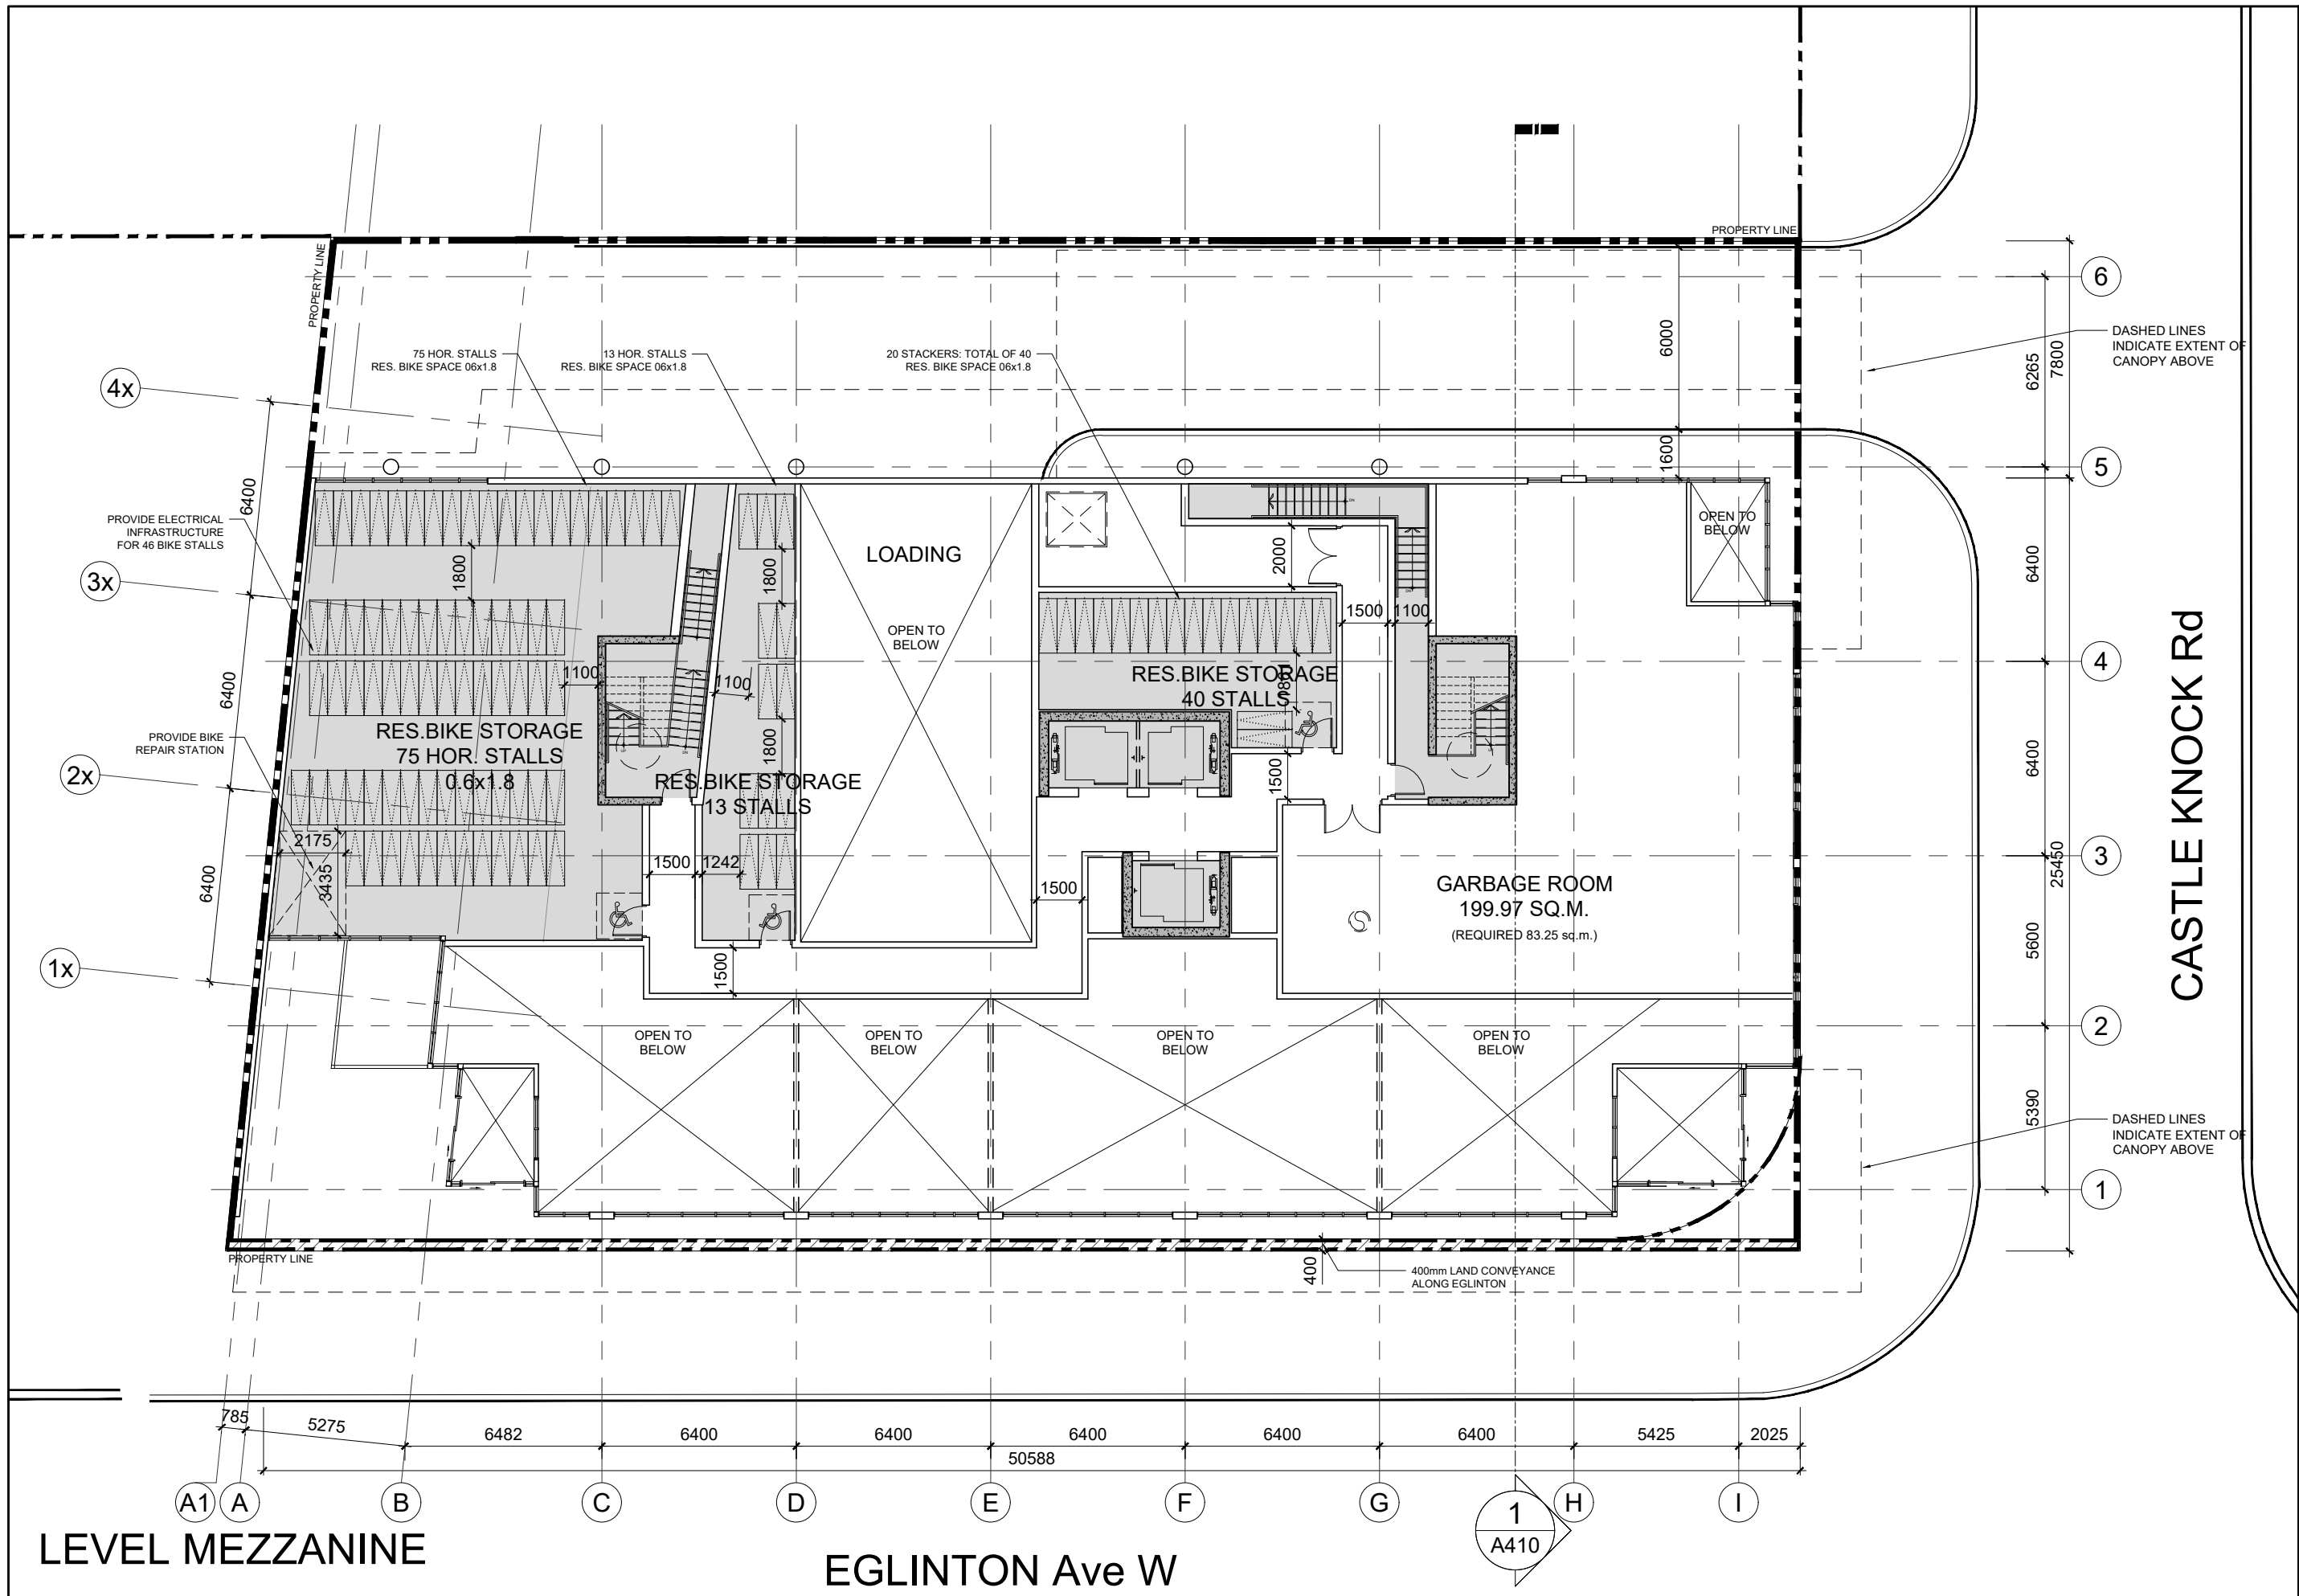 PROPERTY LINE
PROPERTY LINE
6
DASHED LINES
INDICATE EXTENT OF
CANOPY ABOVE
6000
6265
7800
75 HOR. STALLS
RES. BIKE SPACE 06x1.8
13 HOR. STALLS
RES. BIKE SPACE 06x1.8
20 STACKERS: TOTAL OF 40
RES. BIKE SPACE 06x1.8
4x
1600
5
6400
PROVIDE ELECTRICAL
INFRASTRUCTURE
FOR 46 BIKE STALLS
OPEN TO
BELOW
LOADING
1800
1800
2000
6400
3x
1500
1100
OPEN TO
BELOW
CASTLE KNOCK Rd
4
6400
1100
1100
RES.BIKE STORAGE
40 STALLS
PROVIDE BIKE
REPAIR STATION
RES.BIKE STORAGE
75 HOR. STALLS
0.6x1.8
1800
1500
6400
2x
RES.BIKE STORAGE
13 STALLS
2175
3435
1500
1242
1500
3
25450
6400
GARBAGE ROOM
199.97 SQ.M.
(REQUIRED 83.25 sq.m.)
5600
1x
1500
OPEN TO
BELOW
OPEN TO
BELOW
OPEN TO
BELOW
OPEN TO
BELOW
2
5390
DASHED LINES
INDICATE EXTENT OF
CANOPY ABOVE
1
PROPERTY LINE
400
400mm LAND CONVEYANCE
ALONG EGLINTON
785
5275
6482
6400
6400
6400
6400
6400
5425
2025
50588
A1
A
B
C
D
E
F
G
H
I
1
A410
LEVEL MEZZANINE
EGLINTON Ave W